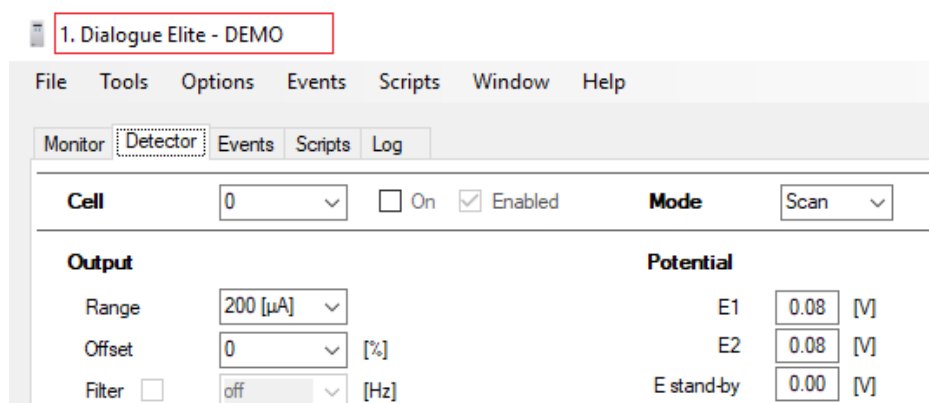 1. Dialogue Elite - DEMO
File Tools Options Events Scripts Window Help
Monitor Detector Events Scripts Log
Cell 0 On Enabled Mode Scan
Output Potential
Range 200 [µA] E1 0.08 [V]
Offset 0 [%] E2 0.08 [V]
Filter off [Hz] E stand-by 0.00 [V]